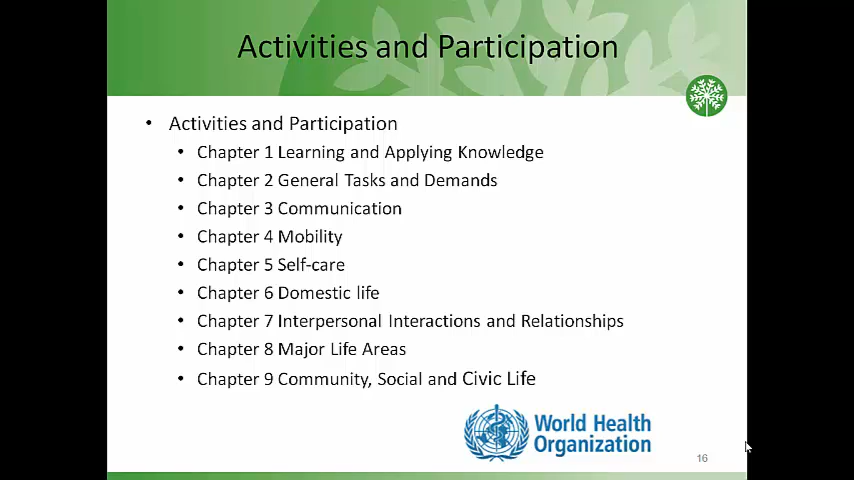 Activities and Participation
• Activities and Participation
• Chapter 1 Learning and Applying Knowledge
• Chapter 2 General Tasks and Demands
• Chapter 3 Communication
• Chapter 4 Mobility
• Chapter 5 Self-care
• Chapter 6 Domestic life
• Chapter 7 Interpersonal Interactions and Relationships
• Chapter 8 Major Life Areas
• Chapter 9 Community, Social and Civic Life
World Health
Organization
16